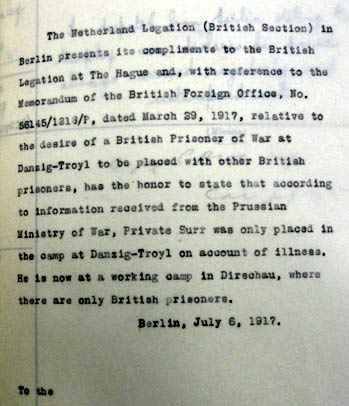 The Netherland Legation (British Section) in
Berlin presents its compliments to the British
Legation at The Hague and, with reference to the
Memorandum of the British Foreign Office, No.
56145/1218/P, dated March 29, 1917, relative to
the desire of a British Prisoner of War at
Danzig-Troyl to be placed with other British
prisoners, has the honor to state that according
to information received from the Prussian
Ministry of War, Private Surr was only placed in
the camp at Danzig-Troyl on account of illness.
He is now at a working camp in Dirschau, where
there are only British prisoners.
Berlin, July 6, 1917.
To the